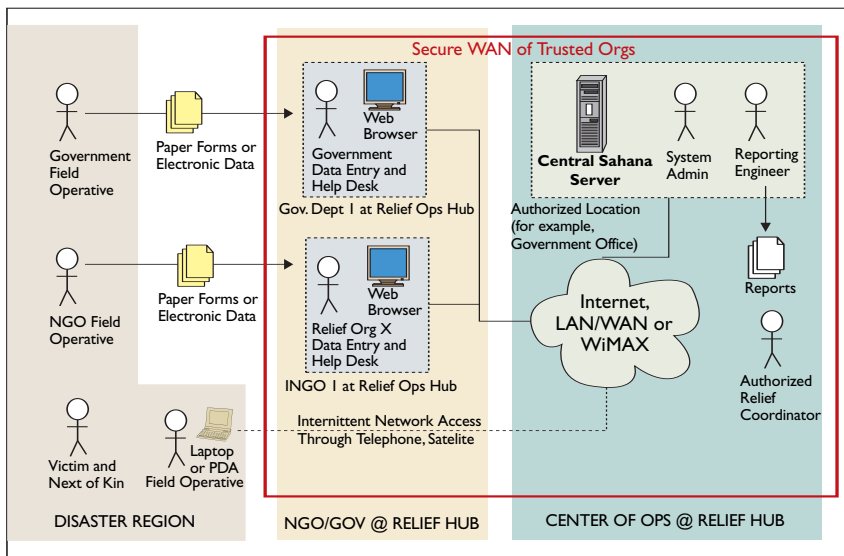 Secure WAN of Trusted Orgs
Government
Field
Operative
Paper Forms or
Electronic Data
Web
Browser
Government
Data Entry and
Help Desk
Gov. Dept 1 at Relief Ops Hub
Central Sahana
Server
System
Admin
Reporting
Engineer
Authorized Location
(for example,
Government Office)
Reports
NGO Field
Operative
Paper Forms or
Electronic Data
Web
Browser
Relief Org X
Data Entry and
Help Desk
INGO 1 at Relief Ops Hub
Internet,
LAN/WAN or
WiMAX
Authorized
Relief
Coordinator
Victim and
Next of Kin
Laptop
or PDA
Field Operative
Internittent Network Access
Through Telephone, Satelite
DISASTER REGION
NGO/GOV @ RELIEF HUB
CENTER OF OPS @ RELIEF HUB